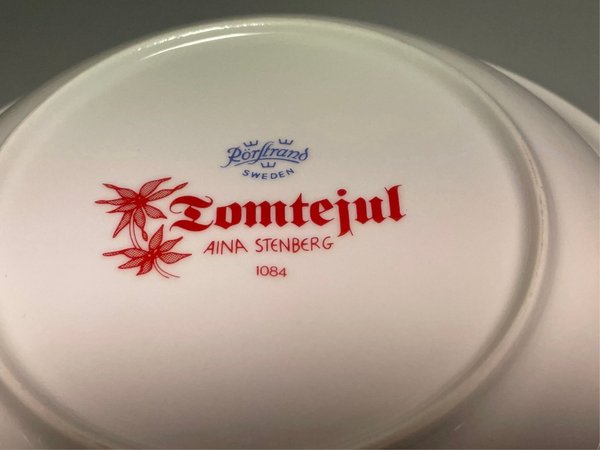 Rörstrand
SWEDEN
Tomtejul
AINA STENBERG
1084